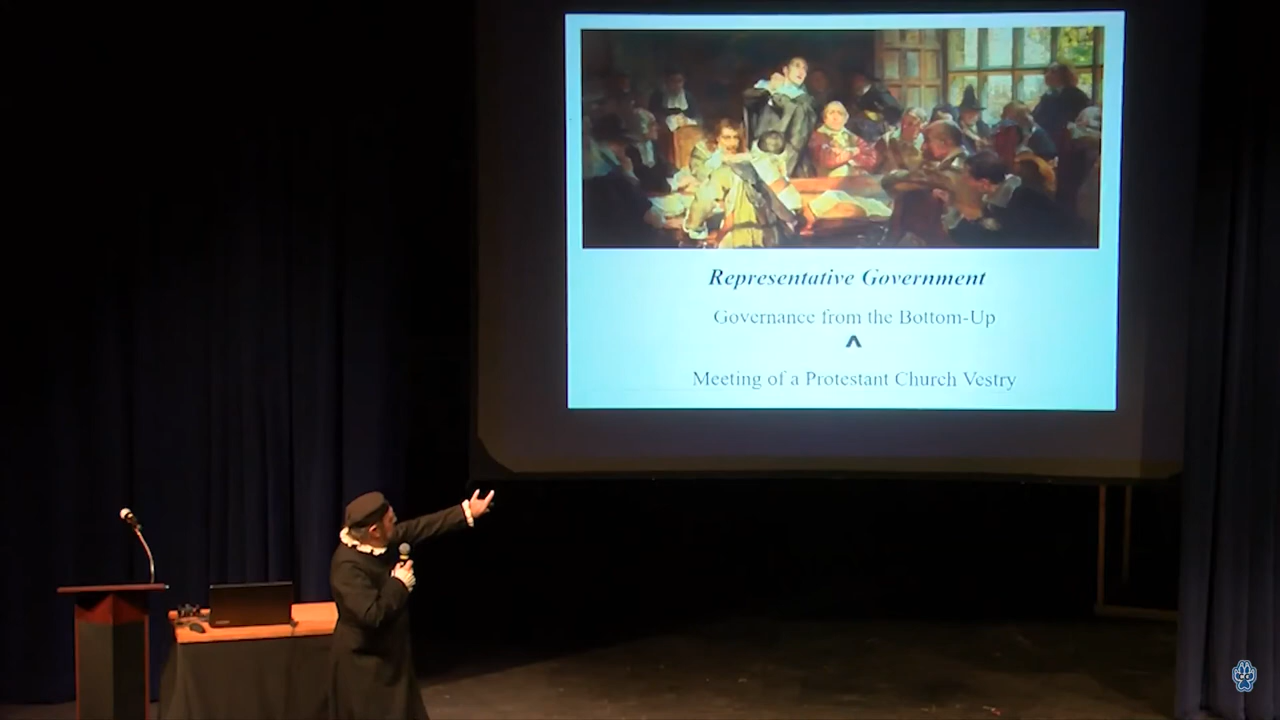 Representative Government
Governance from the Bottom-Up
^
Meeting of a Protestant Church Vestry